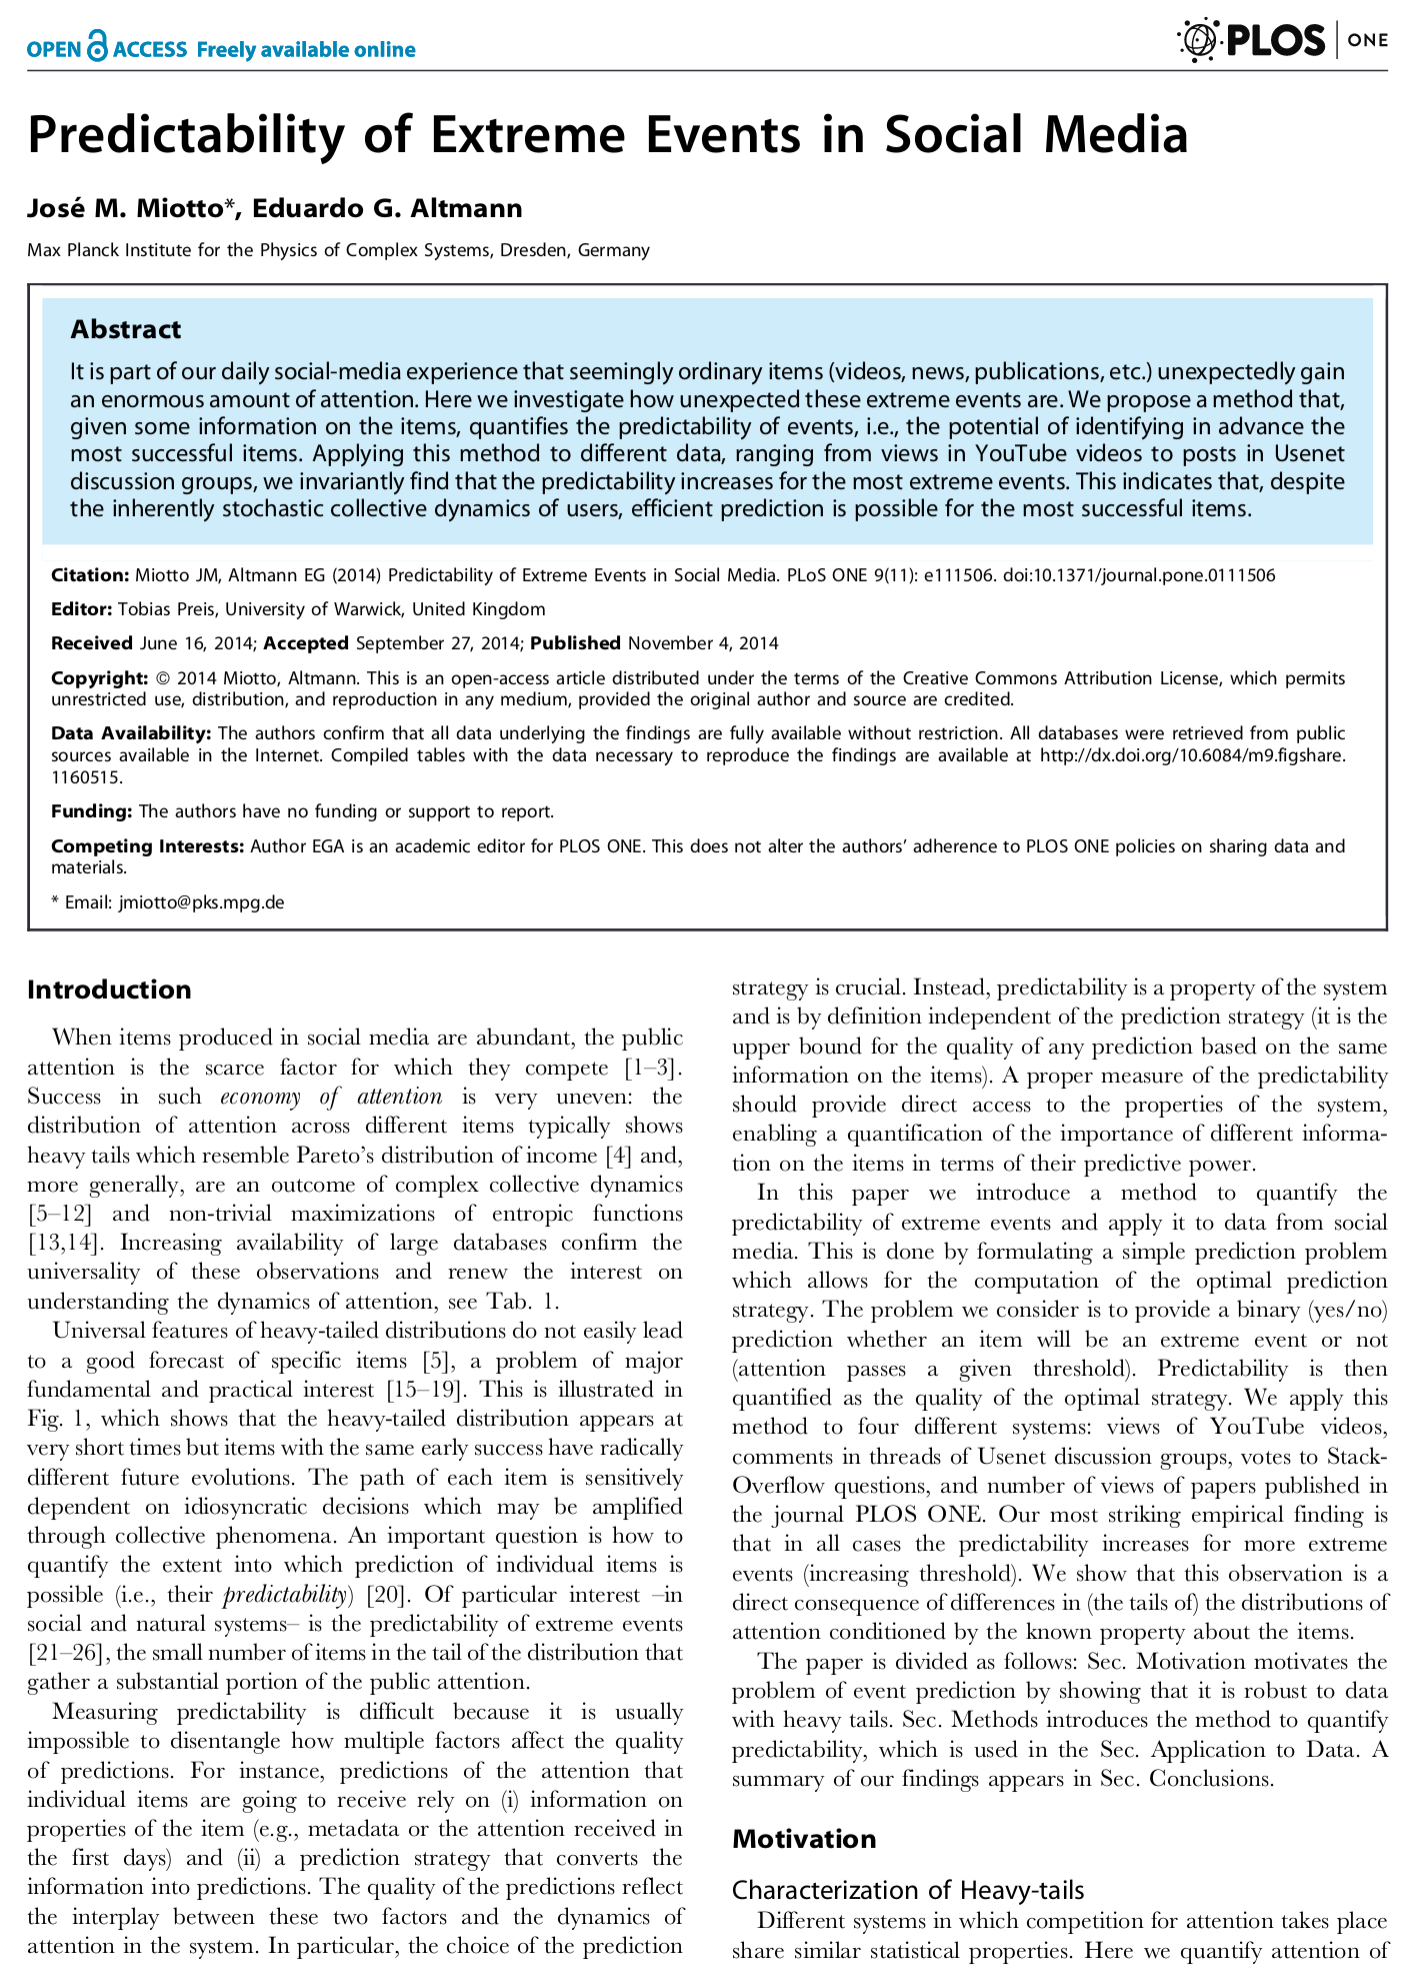 OPEN ACCESS Freely available online
PLOS ONE
Predictability of Extreme Events in Social Media
José M. Miotto*, Eduardo G. Altmann
Max Planck Institute for the Physics of Complex Systems, Dresden, Germany
Abstract
It is part of our daily social-media experience that seemingly ordinary items (videos, news, publications, etc.) unexpectedly gain
an enormous amount of attention. Here we investigate how unexpected these extreme events are. We propose a method that,
given some information on the items, quantifies the predictability of events, i.e., the potential of identifying in advance the
most successful items. Applying this method to different data, ranging from views in YouTube videos to posts in Usenet
discussion groups, we invariantly find that the predictability increases for the most extreme events. This indicates that, despite
the inherently stochastic collective dynamics of users, efficient prediction is possible for the most successful items.
Citation: Miotto JM, Altmann EG (2014) Predictability of Extreme Events in Social Media. PLoS ONE 9(11): e111506. doi:10.1371/journal.pone.0111506
Editor: Tobias Preis, University of Warwick, United Kingdom
Received June 16, 2014; Accepted September 27, 2014; Published November 4, 2014
Copyright: © 2014 Miotto, Altmann. This is an open-access article distributed under the terms of the Creative Commons Attribution License, which permits
unrestricted use, distribution, and reproduction in any medium, provided the original author and source are credited.
Data Availability: The authors confirm that all data underlying the findings are fully available without restriction. All databases were retrieved from public
sources available in the Internet. Compiled tables with the data necessary to reproduce the findings are available at http://dx.doi.org/10.6084/m9.figshare.
1160515.
Funding: The authors have no funding or support to report.
Competing Interests: Author EGA is an academic editor for PLOS ONE. This does not alter the authors' adherence to PLOS ONE policies on sharing data and
materials.
* Email: jmiotto@pks.mpg.de
Introduction
When items produced in social media are abundant, the public
attention is the scarce factor for which they compete [1–3].
Success in such economy of attention is very uneven: the
distribution of attention across different items typically shows
heavy tails which resemble Pareto's distribution of income [4] and,
more generally, are an outcome of complex collective dynamics
[5–12] and non-trivial maximizations of entropic functions
[13,14]. Increasing availability of large databases confirm the
universality of these observations and renew the interest on
understanding the dynamics of attention, see Tab. 1.
Universal features of heavy-tailed distributions do not easily lead
to a good forecast of specific items [5], a problem of major
fundamental and practical interest [15–19]. This is illustrated in
Fig. 1, which shows that the heavy-tailed distribution appears at
very short times but items with the same early success have radically
different future evolutions. The path of each item is sensitively
dependent on idiosyncratic decisions which may be amplified
through collective phenomena. An important question is how to
quantify the extent into which prediction of individual items is
possible (i.e., their predictability) [20]. Of particular interest –in
social and natural systems– is the predictability of extreme events
[21–26], the small number of items in the tail of the distribution that
gather a substantial portion of the public attention.
Measuring predictability is difficult because it is usually
impossible to disentangle how multiple factors affect the quality
of predictions. For instance, predictions of the attention that
individual items are going to receive rely on (i) information on
properties of the item (e.g., metadata or the attention received in
the first days) and (ii) a prediction strategy that converts the
information into predictions. The quality of the predictions reflect
the interplay between these two factors and the dynamics of
attention in the system. In particular, the choice of the prediction
strategy is crucial. Instead, predictability is a property of the system
and is by definition independent of the prediction strategy (it is the
upper bound for the quality of any prediction based on the same
information on the items). A proper measure of the predictability
should provide direct access to the properties of the system,
enabling a quantification of the importance of different informa-
tion on the items in terms of their predictive power.
In this paper we introduce a method to quantify the
predictability of extreme events and apply it to data from social
media. This is done by formulating a simple prediction problem
which allows for the computation of the optimal prediction
strategy. The problem we consider is to provide a binary (yes/no)
prediction whether an item will be an extreme event or not
(attention passes a given threshold). Predictability is then
quantified as the quality of the optimal strategy. We apply this
method to four different systems: views of YouTube videos,
comments in threads of Usenet discussion groups, votes to Stack-
Overflow questions, and number of views of papers published in
the journal PLOS ONE. Our most striking empirical finding is
that in all cases the predictability increases for more extreme
events (increasing threshold). We show that this observation is a
direct consequence of differences in (the tails of) the distributions of
attention conditioned by the known property about the items.
The paper is divided as follows: Sec. Motivation motivates the
problem of event prediction by showing that it is robust to data
with heavy tails. Sec. Methods introduces the method to quantify
predictability, which is used in the Sec. Application to Data. A
summary of our findings appears in Sec. Conclusions.
Motivation
Characterization of Heavy-tails
Different systems in which competition for attention takes place
share similar statistical properties. Here we quantify attention of